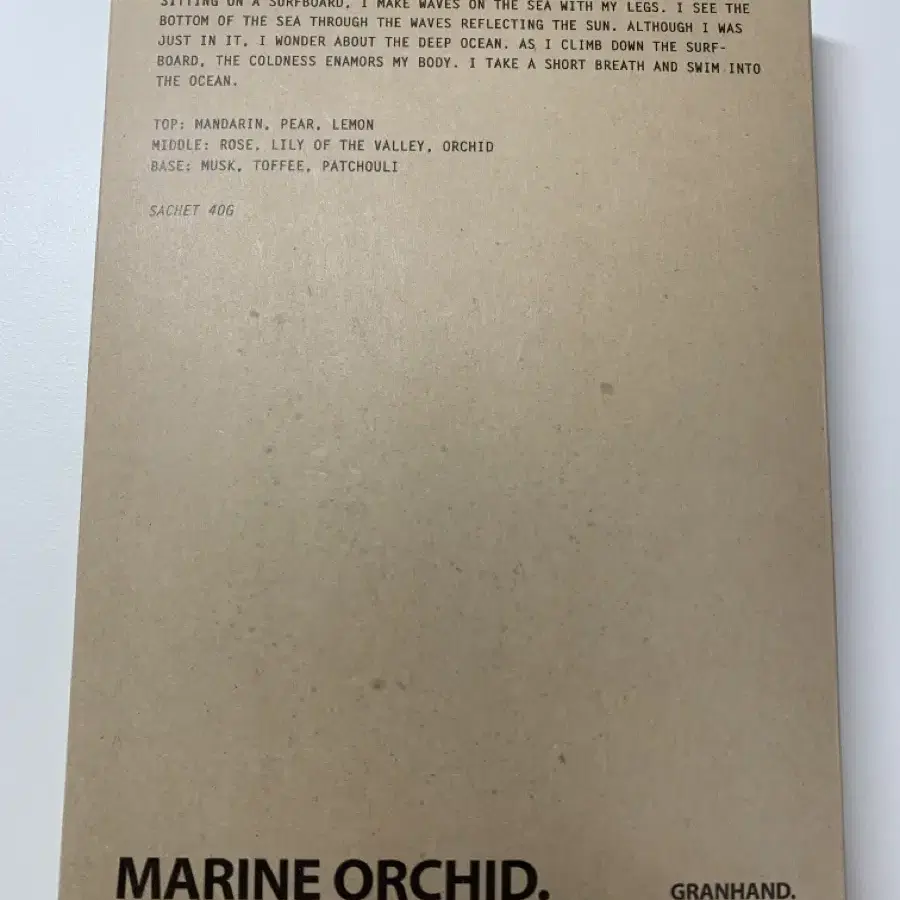 SITTING ON A SURFBOARD, I MAKE WAVES ON THE SEA WITH MY LEGS. I SEE THE
BOTTOM OF THE SEA THROUGH THE WAVES REFLECTING THE SUN. ALTHOUGH I WAS
JUST IN IT, I WONDER ABOUT THE DEEP OCEAN. AS I CLIMB DOWN THE SURF-
BOARD, THE COLDNESS ENAMORS MY BODY. I TAKE A SHORT BREATH AND SWIM INTO
THE OCEAN.
TOP: MANDARIN, PEAR, LEMON
MIDDLE: ROSE, LILY OF THE VALLEY, ORCHID
BASE: MUSK, TOFFEE, PATCHOULI
SACHET 40G
MARINE ORCHID.
GRANHAND.